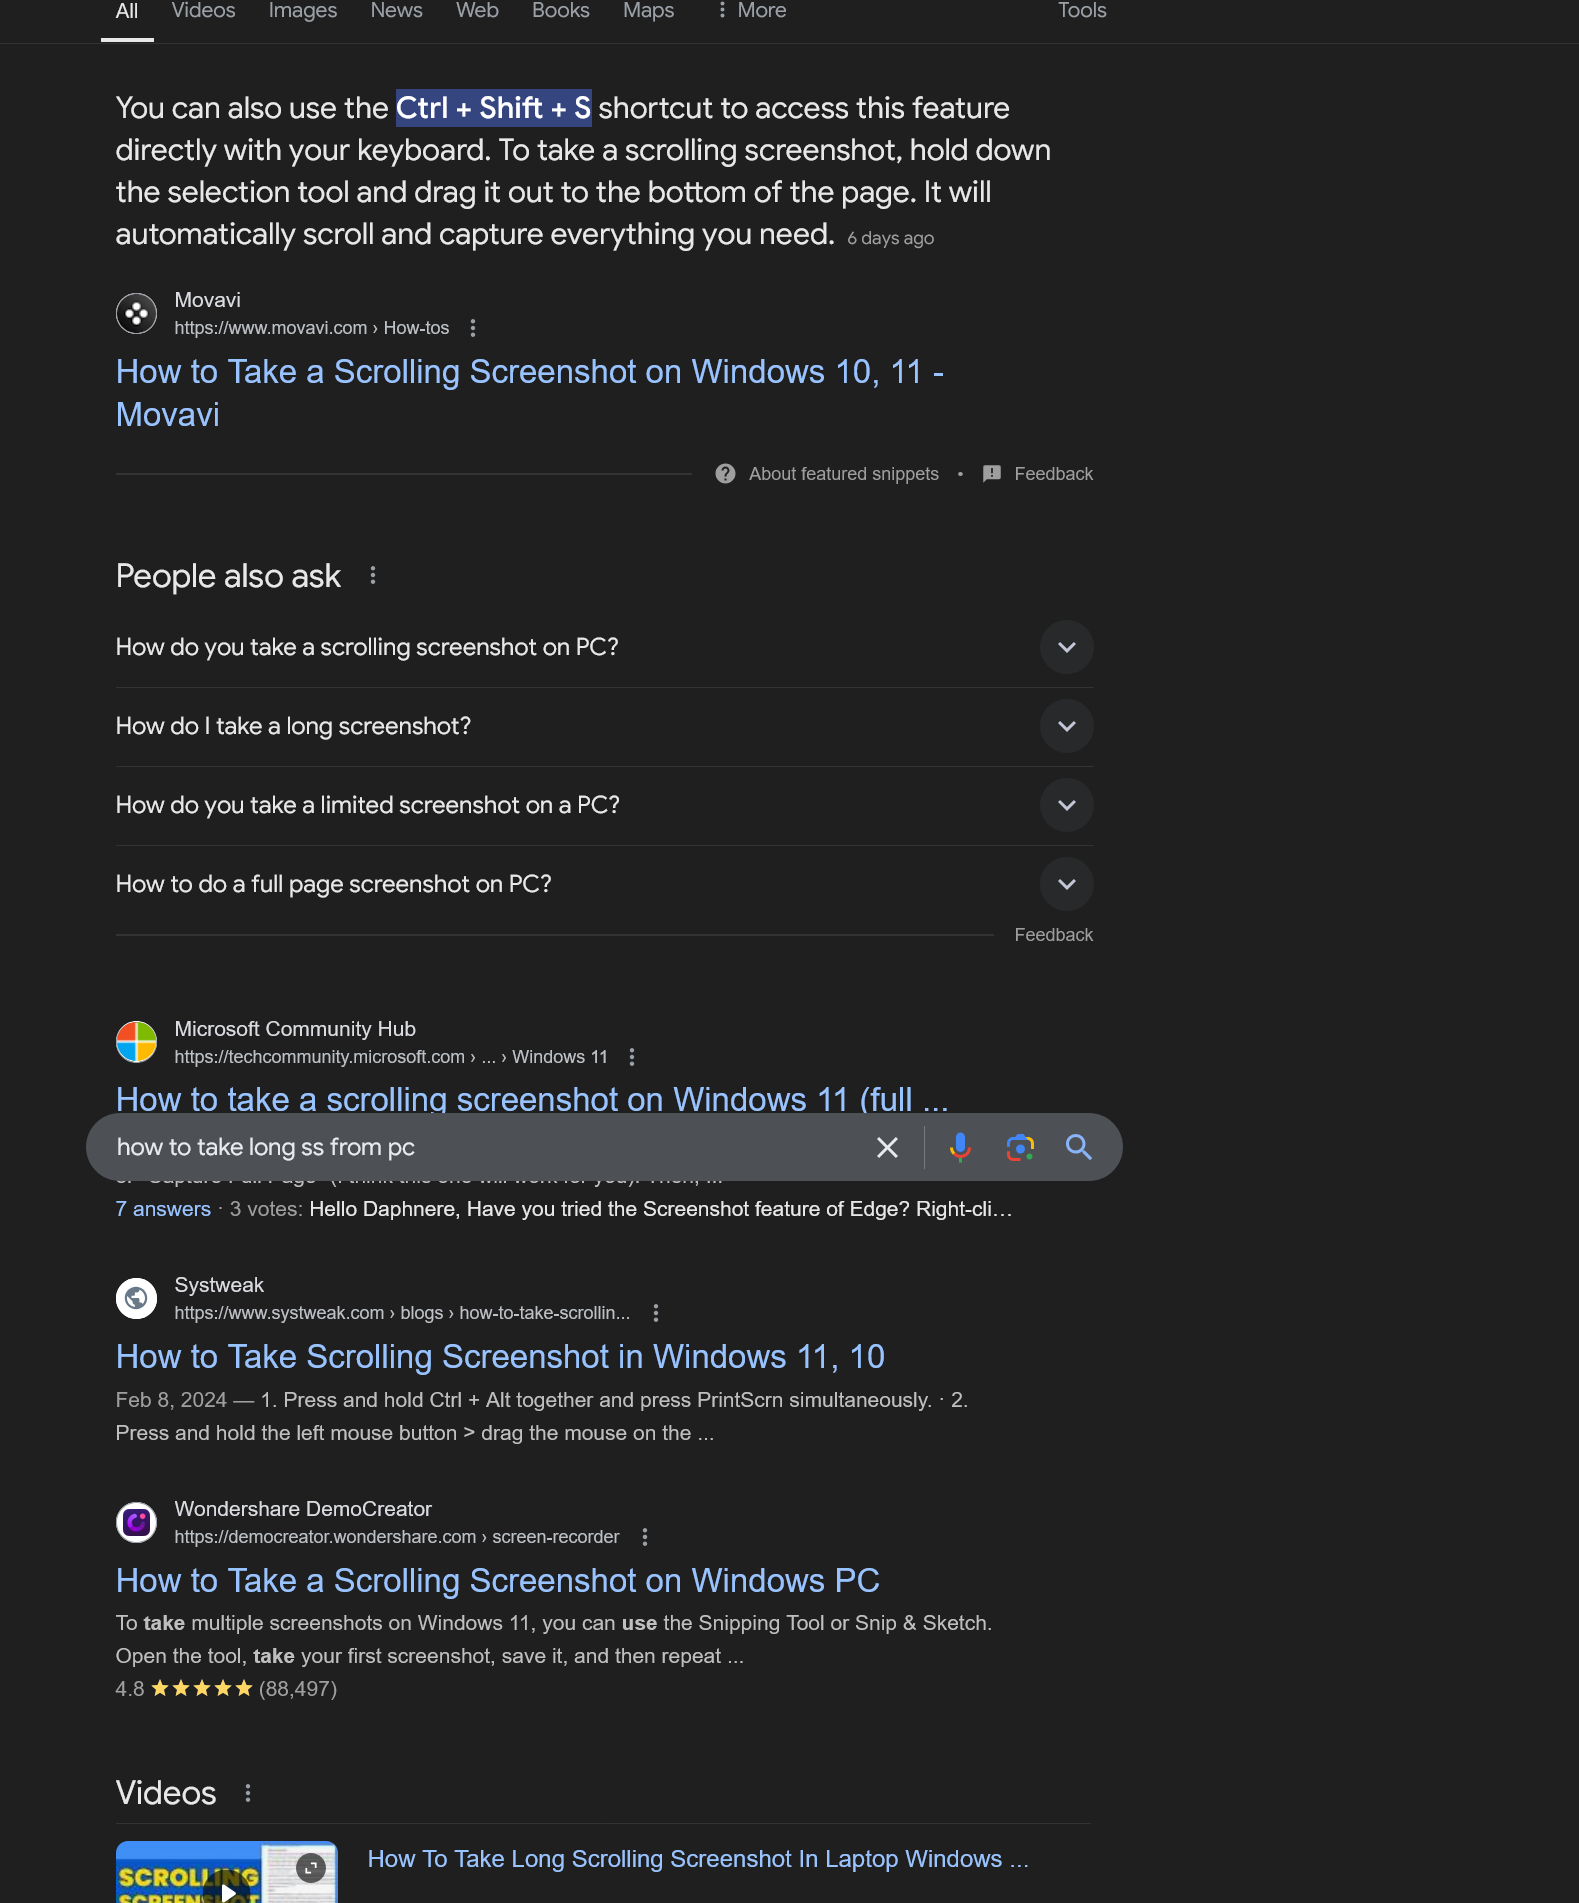 All Videos Images News Web Books Maps More Tools
You can also use the Ctrl + Shift + S shortcut to access this feature
directly with your keyboard. To take a scrolling screenshot, hold down
the selection tool and drag it out to the bottom of the page. It will
automatically scroll and capture everything you need. 6 days ago
Movavi
https://www.movavi.com › How-tos
How to Take a Scrolling Screenshot on Windows 10, 11 -
Movavi
About featured snippets • Feedback
People also ask
How do you take a scrolling screenshot on PC?
How do I take a long screenshot?
How do you take a limited screenshot on a PC?
How to do a full page screenshot on PC?
Feedback
Microsoft Community Hub
https://techcommunity.microsoft.com › ... › Windows 11
How to take a scrolling screenshot on Windows 11 (full ...
how to take long ss from pc
7 answers · 3 votes: Hello Daphnere, Have you tried the Screenshot feature of Edge? Right-cli...
Systweak
https://www.systweak.com › blogs › how-to-take-scrollin...
How to Take Scrolling Screenshot in Windows 11, 10
Feb 8, 2024 — 1. Press and hold Ctrl + Alt together and press PrintScrn simultaneously. · 2.
Press and hold the left mouse button > drag the mouse on the ...
Wondershare DemoCreator
https://democreator.wondershare.com › screen-recorder
How to Take a Scrolling Screenshot on Windows PC
To take multiple screenshots on Windows 11, you can use the Snipping Tool or Snip & Sketch.
Open the tool, take your first screenshot, save it, and then repeat ...
4.8 ★★★★★ (88,497)
Videos
How To Take Long Scrolling Screenshot In Laptop Windows ...
SCROLLING
SCREENSHOT